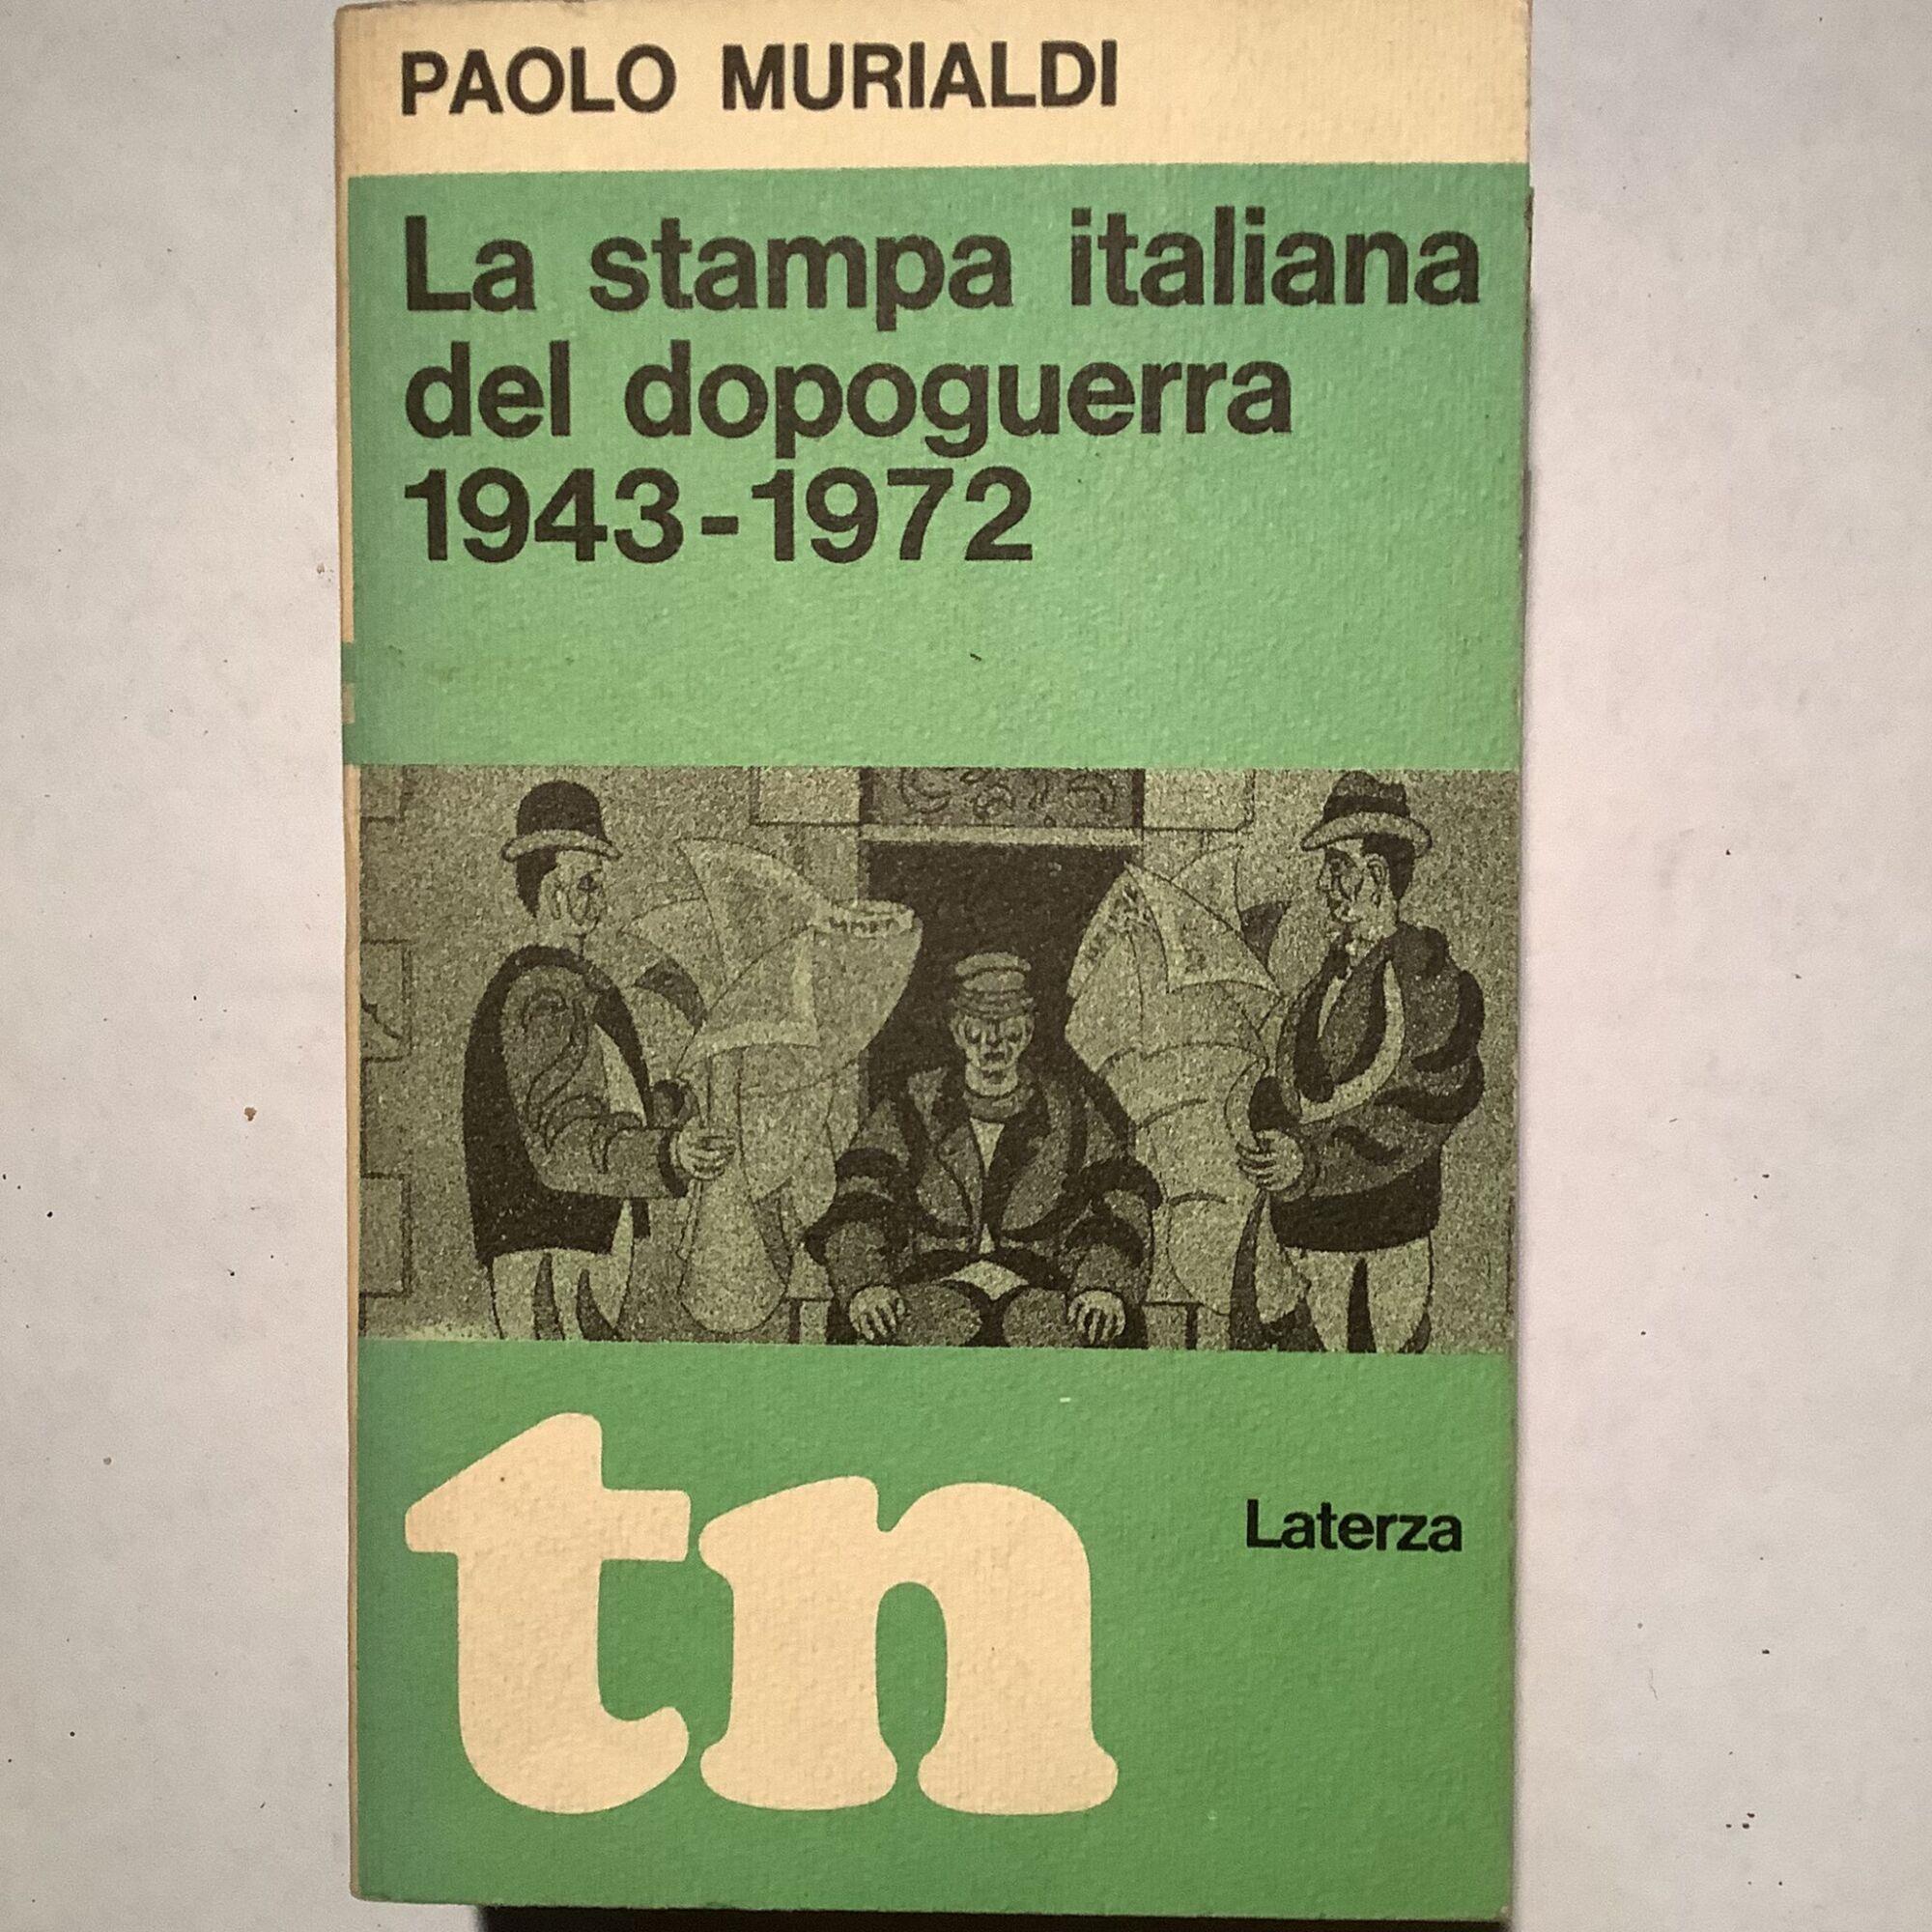 PAOLO MURIALDI
La stampa italiana
del dopoguerra
1943-1972
tn
Laterza